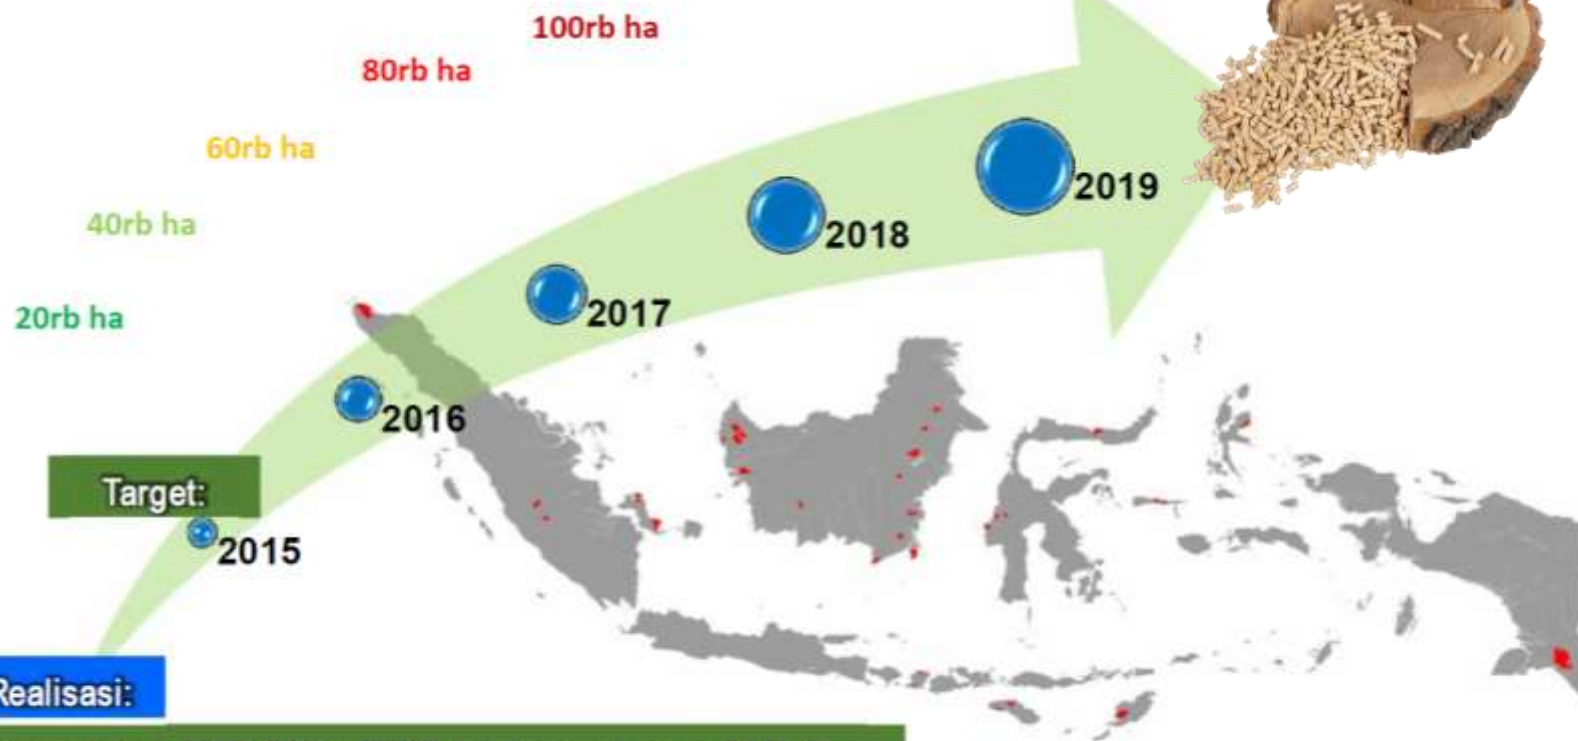 100rb ha
80rb ha
60rb ha
40rb ha
20rb ha
2019
2018
2017
2016
Target:
2015
Realisasi: